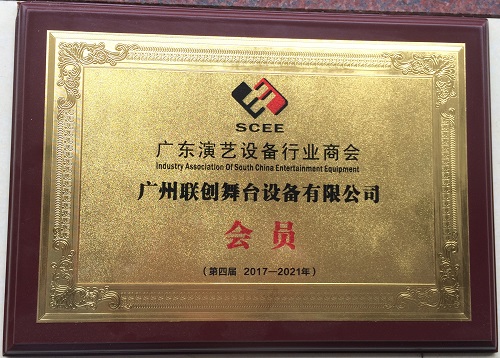 SCEE
广东演艺设备行业商会
Industry Association Of South China Entertainment Equipment
广州联创舞台设备有限公司
会员
（第四届 2017—2021年）